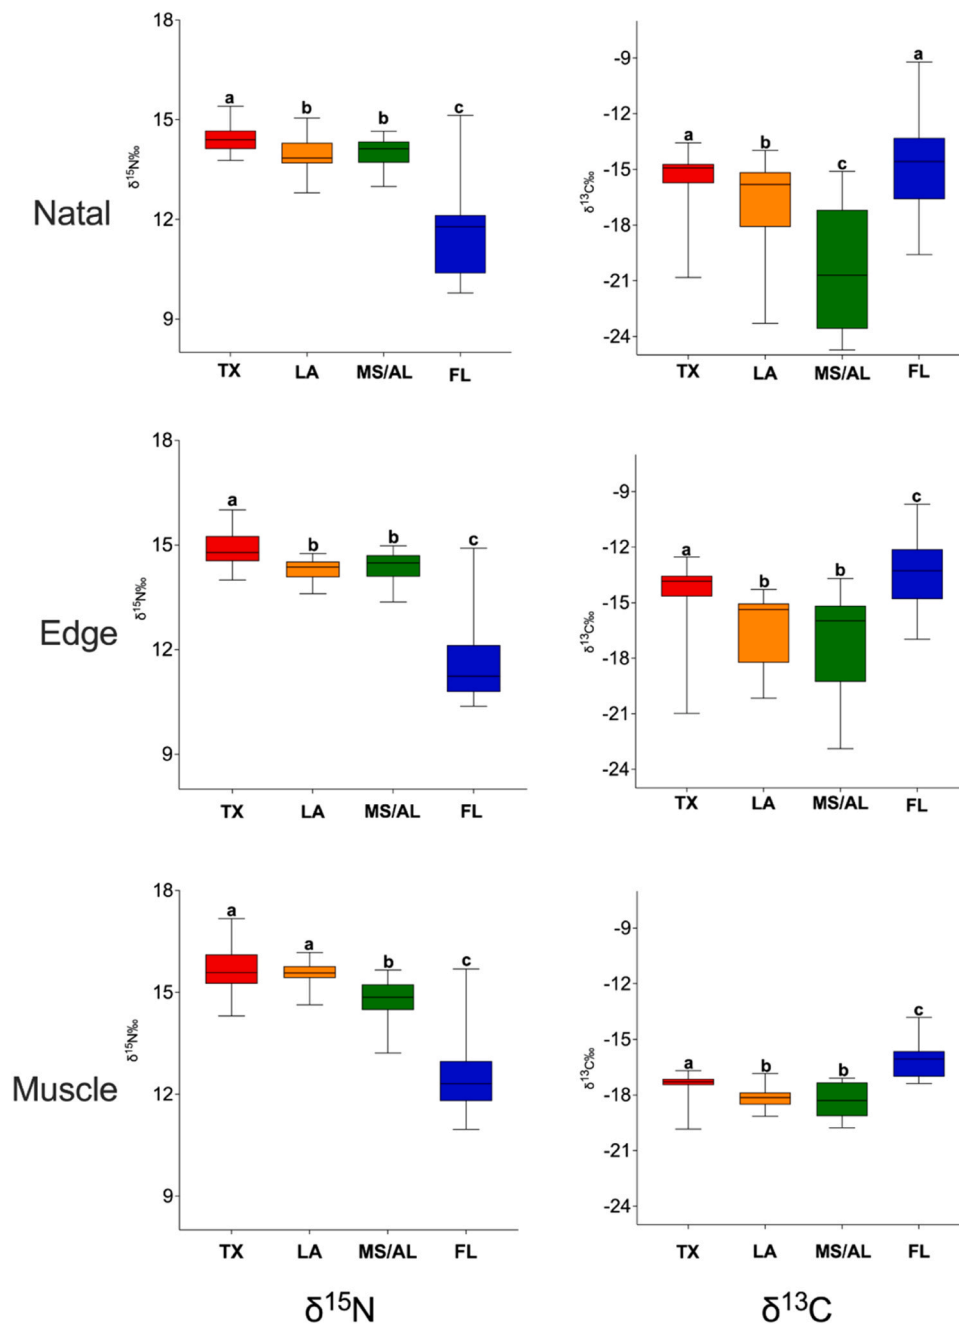 18
15
12
9
δ15N‰
a
b
b
c
TX
LA
MS/AL
FL
Natal
-9
-12
-15
-18
-21
-24
δ13C‰
a
b
c
a
TX
LA
MS/AL
FL
18
15
12
9
δ15N‰
a
b
b
c
TX
LA
MS/AL
FL
Edge
-9
-12
-15
-18
-21
-24
δ13C‰
a
b
b
c
TX
LA
MS/AL
FL
18
15
12
9
δ15N‰
a
a
b
c
TX
LA
MS/AL
FL
Muscle
-9
-12
-15
-18
-21
-24
δ13C‰
a
b
b
c
TX
LA
MS/AL
FL
δ15N
δ13C